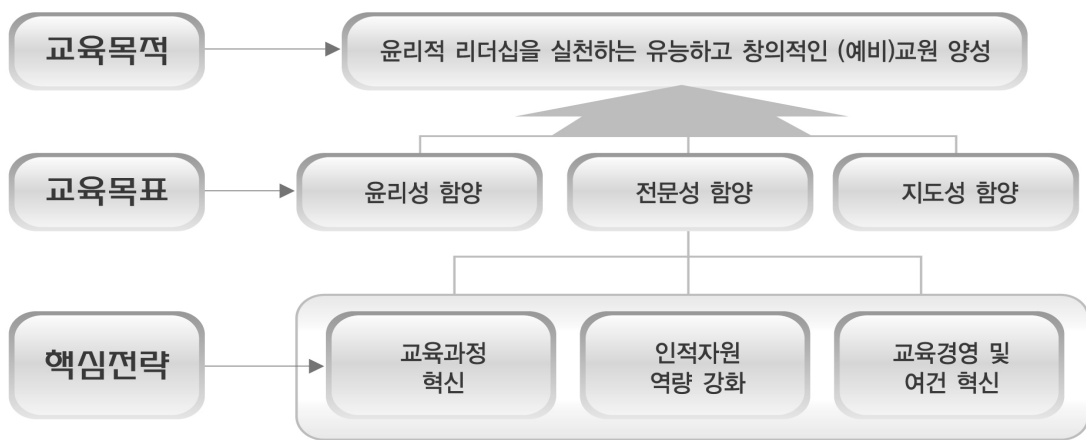 교육목적
윤리적 리더십을 실천하는 유능하고 창의적인 (예비)교원 양성
교육목표
윤리성 함양
전문성 함양
지도성 함양
핵심전략
교육과정
혁신
인적자원
역량 강화
교육경영 및
여건 혁신